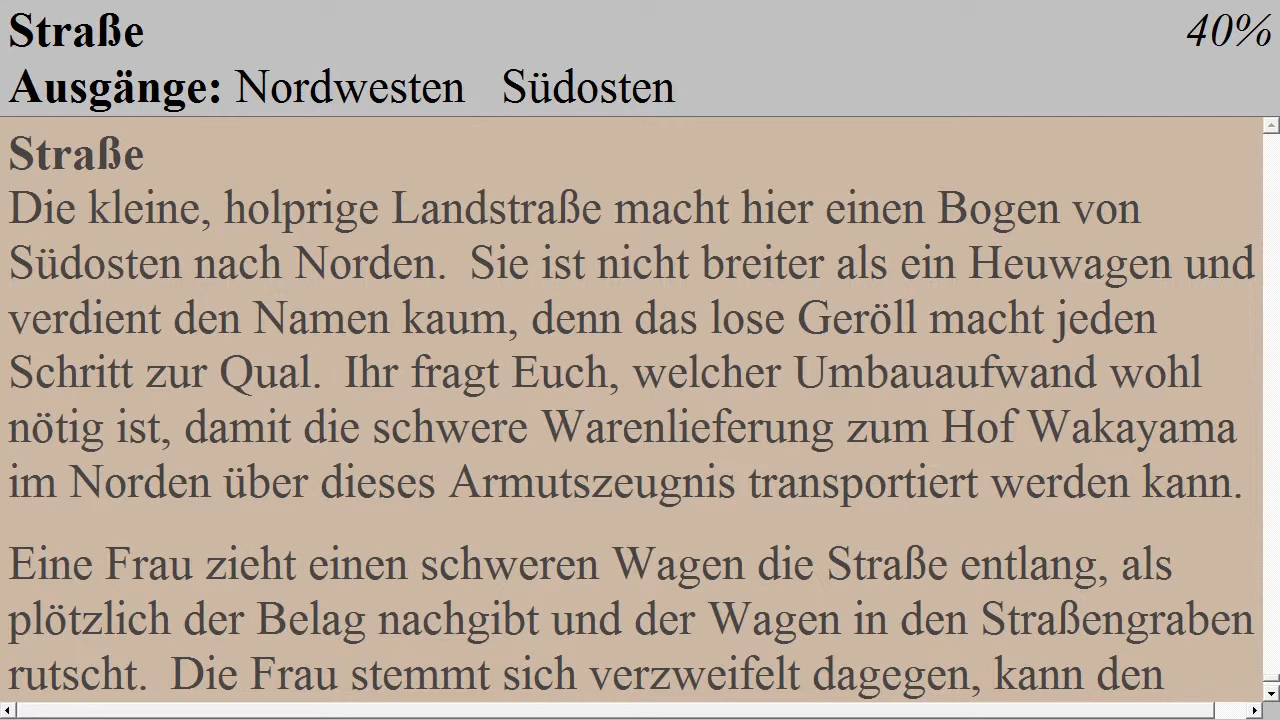 Straße
40%
Ausgänge: Nordwesten Südosten
Straße
Die kleine, holprige Landstraße macht hier einen Bogen von
Südosten nach Norden. Sie ist nicht breiter als ein Heuwagen und
verdient den Namen kaum, denn das lose Geröll macht jeden
Schritt zur Qual. Ihr fragt Euch, welcher Umbauaufwand wohl
nötig ist, damit die schwere Warenlieferung zum Hof Wakayama
im Norden über dieses Armutszeugnis transportiert werden kann.
Eine Frau zieht einen schweren Wagen die Straße entlang, als
plötzlich der Belag nachgibt und der Wagen in den Straßengraben
rutscht. Die Frau stemmt sich verzweifelt dagegen, kann den